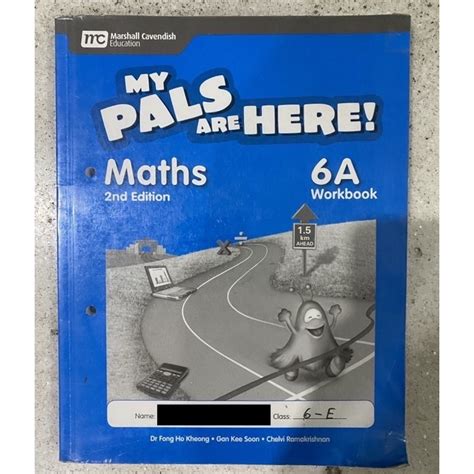 mc Marshall Cavendish
Education
MY
PALS
ARE HERE!
Maths 6A
2nd Edition Workbook
1.5
km
AHEAD
Name: Class: 6-E
Dr Fong Ho Kheong • Gan Kee Soon • Chelvi Ramakrishnan